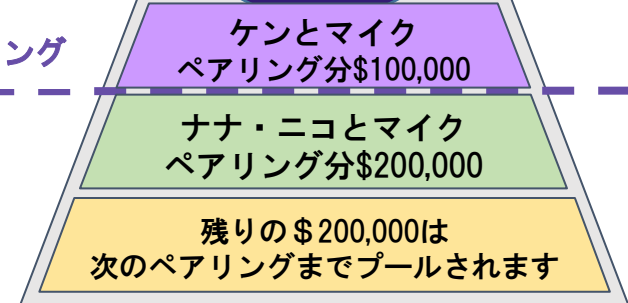 ケンとマイク
ング
ペアリング分$100,000
ナナ・ニコとマイク
ペアリング分$200,000
残りの＄200,000は
次のペアリングまでプールされます